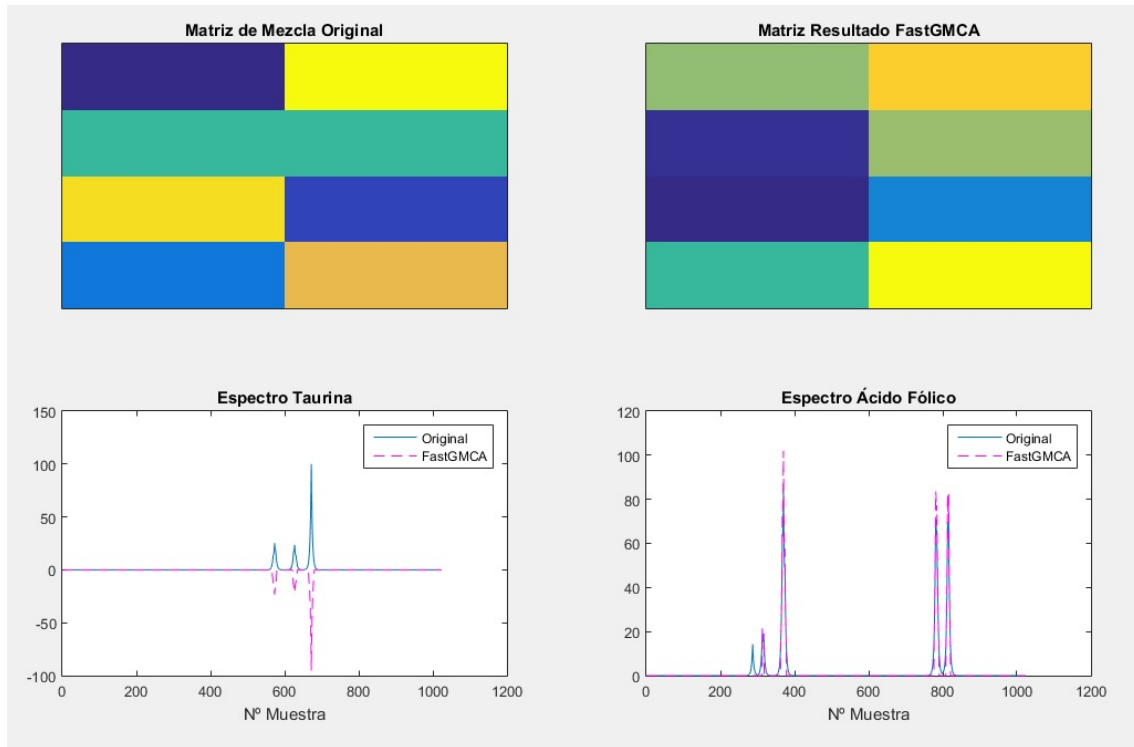 Matriz de Mezcla Original
Matriz Resultado FastGMCA
Espectro Taurina
150
100
50
0
-50
-100
0 200 400 600 800 1000 1200
Nº Muestra
Original
FastGMCA
Espectro Ácido Fólico
120
100
80
60
40
20
0
0 200 400 600 800 1000 1200
Nº Muestra
Original
FastGMCA